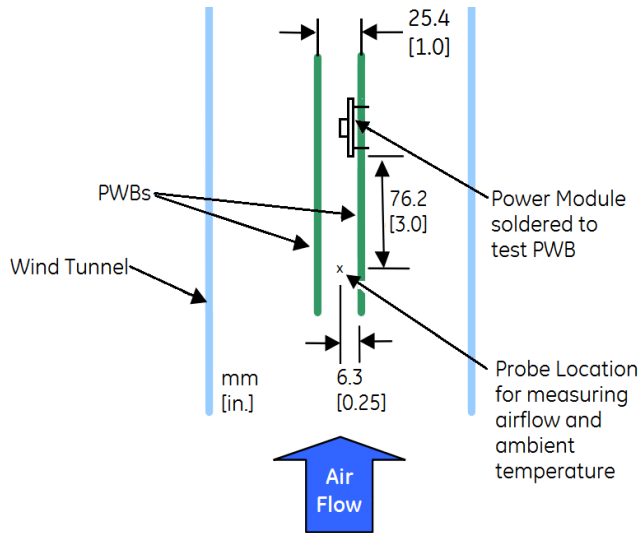 25.4
[1.0]
PWBs
76.2
[3.0]
Power Module
soldered to
test PWB
Wind Tunnel
x
mm
[in.]
6.3
[0.25]
Probe Location
for measuring
airflow and
ambient
temperature
Air
Flow